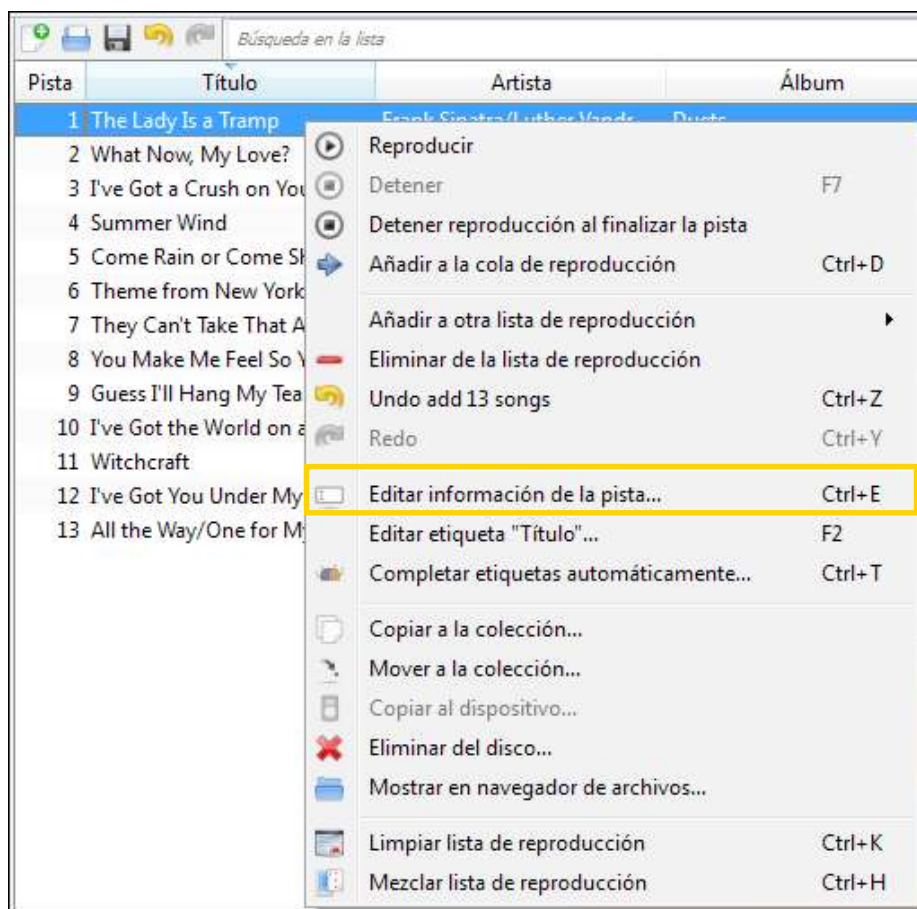 Búsqueda en la lista
Pista Título Artista Álbum
1 The Lady Is a Tramp Frank Sinatra/Luther Vandr... Duets
2 What Now, My Love?
3 I've Got a Crush on You
4 Summer Wind
5 Come Rain or Come Sh
6 Theme from New York
7 They Can't Take That A
8 You Make Me Feel So Y
9 Guess I'll Hang My Tea
10 I've Got the World on a
11 Witchcraft
12 I've Got You Under My
13 All the Way/One for My
Reproducir
Detener F7
Detener reproducción al finalizar la pista
Añadir a la cola de reproducción Ctrl+D
Añadir a otra lista de reproducción
Eliminar de la lista de reproducción
Undo add 13 songs Ctrl+Z
Redo Ctrl+Y
Editar información de la pista... Ctrl+E
Editar etiqueta "Título"... F2
Completar etiquetas automáticamente... Ctrl+T
Copiar a la colección...
Mover a la colección...
Copiar al dispositivo...
Eliminar del disco...
Mostrar en navegador de archivos...
Limpiar lista de reproducción Ctrl+K
Mezclar lista de reproducción Ctrl+H